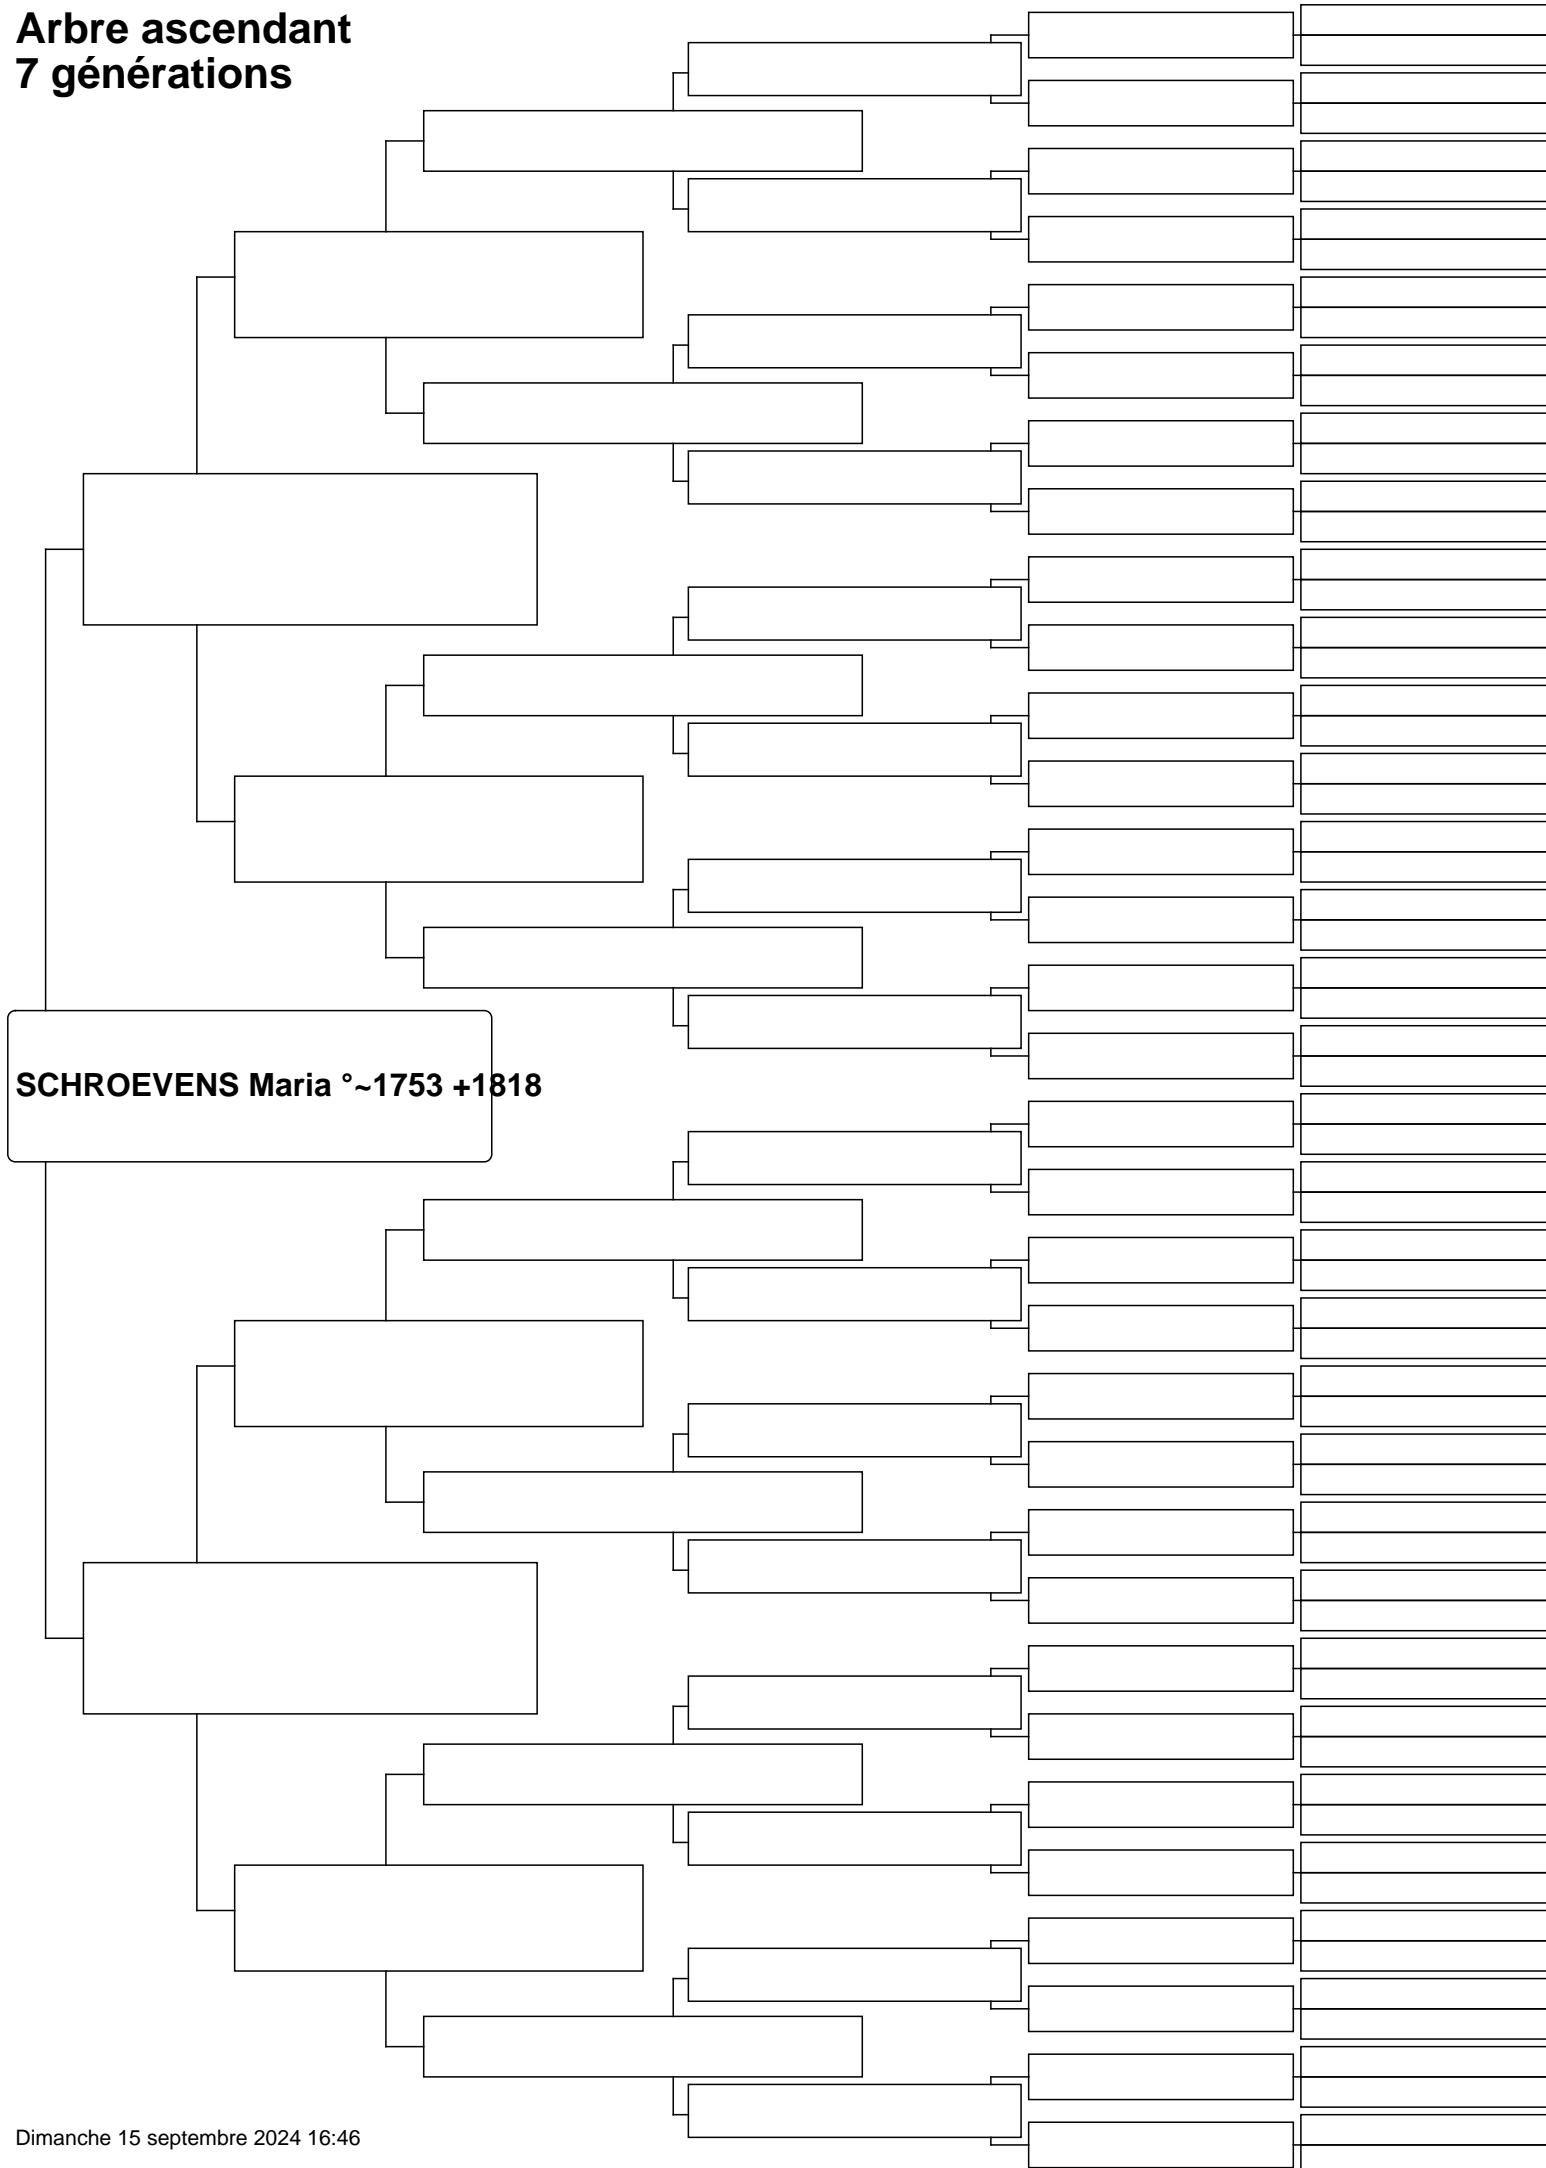 Arbre ascendant
7 générations
SCHROEVENS Maria °~1753 +1818
Dimanche 15 septembre 2024 16:46